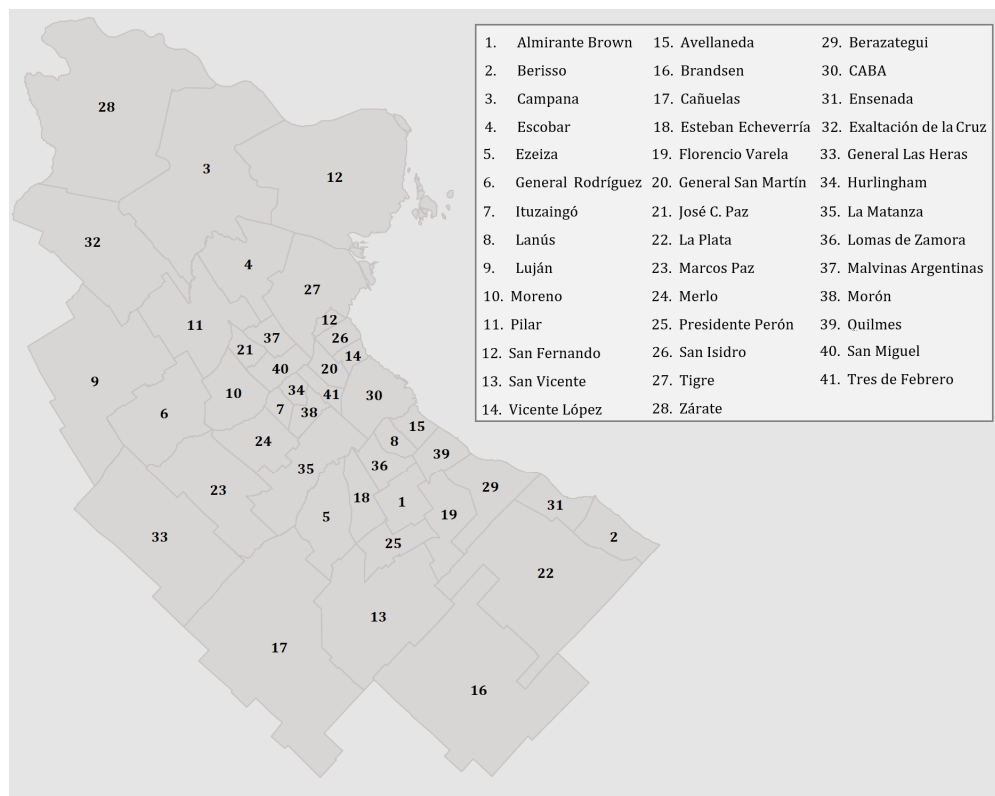 1. Almirante Brown
2. Berisso
3. Campana
4. Escobar
5. Ezeiza
6. General Rodríguez
7. Ituzaingó
8. Lanús
9. Luján
10. Moreno
11. Pilar
12. San Fernando
13. San Vicente
14. Vicente López
15. Avellaneda
16. Brandsen
17. Cañuelas
18. Esteban Echeverría
19. Florencio Varela
20. General San Martín
21. José C. Paz
22. La Plata
23. Marcos Paz
24. Merlo
25. Presidente Perón
26. San Isidro
27. Tigre
28. Zárate
29. Berazategui
30. CABA
31. Ensenada
32. Exaltación de la Cruz
33. General Las Heras
34. Hurlingham
35. La Matanza
36. Lomas de Zamora
37. Malvinas Argentinas
38. Morón
39. Quilmes
40. San Miguel
41. Tres de Febrero
28
3
12
32
4
27
11
12
37
26
21
14
40
20
9
10
34
41
30
6
7
38
15
24
8
39
35
36
23
18
29
1
31
5
19
33
25
2
22
13
17
16